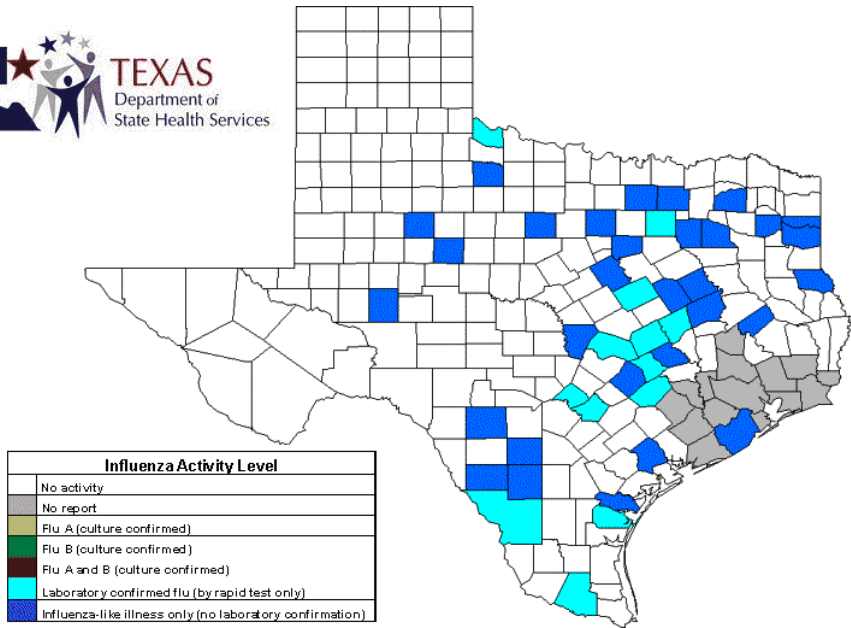 TEXAS
Department of
State Health Services
Influenza Activity Level
No activity
No report
Flu A (culture confirmed)
Flu B (culture confirmed)
Flu A and B (culture confirmed)
Laboratory confirmed flu (by rapid test only)
Influenza-like illness only (no laboratory confirmation)